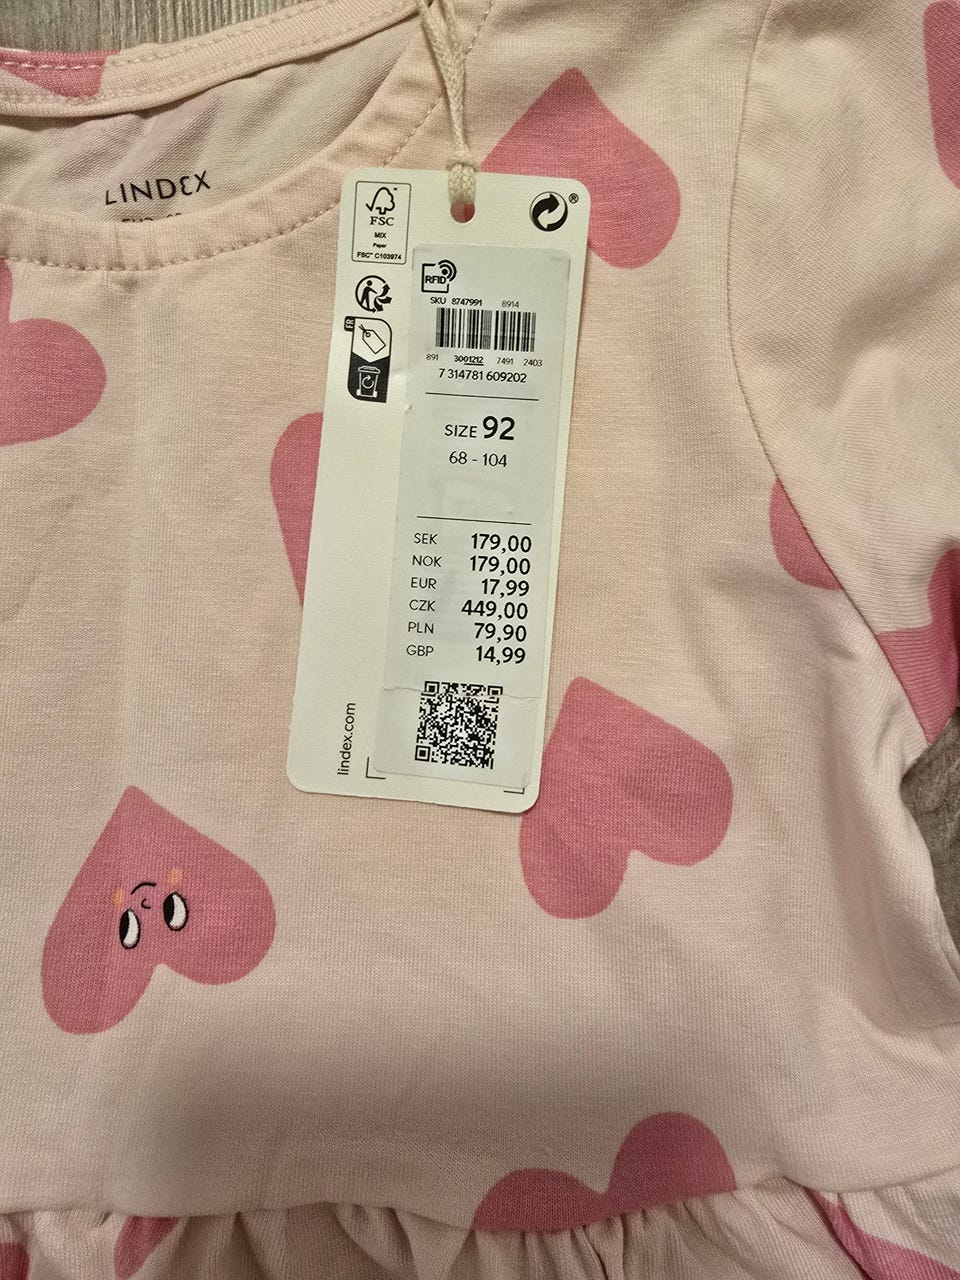 LINDEX
FSC
MIX
Paper
FSC™ C103974
®
RFID
SKU 8747991 8914
891 3001212 7491 2403
7 314781 609202
FR
SIZE 92
68 - 104
SEK 179,00
NOK 179,00
EUR 17,99
CZK 449,00
PLN 79,90
GBP 14,99
lindex.com